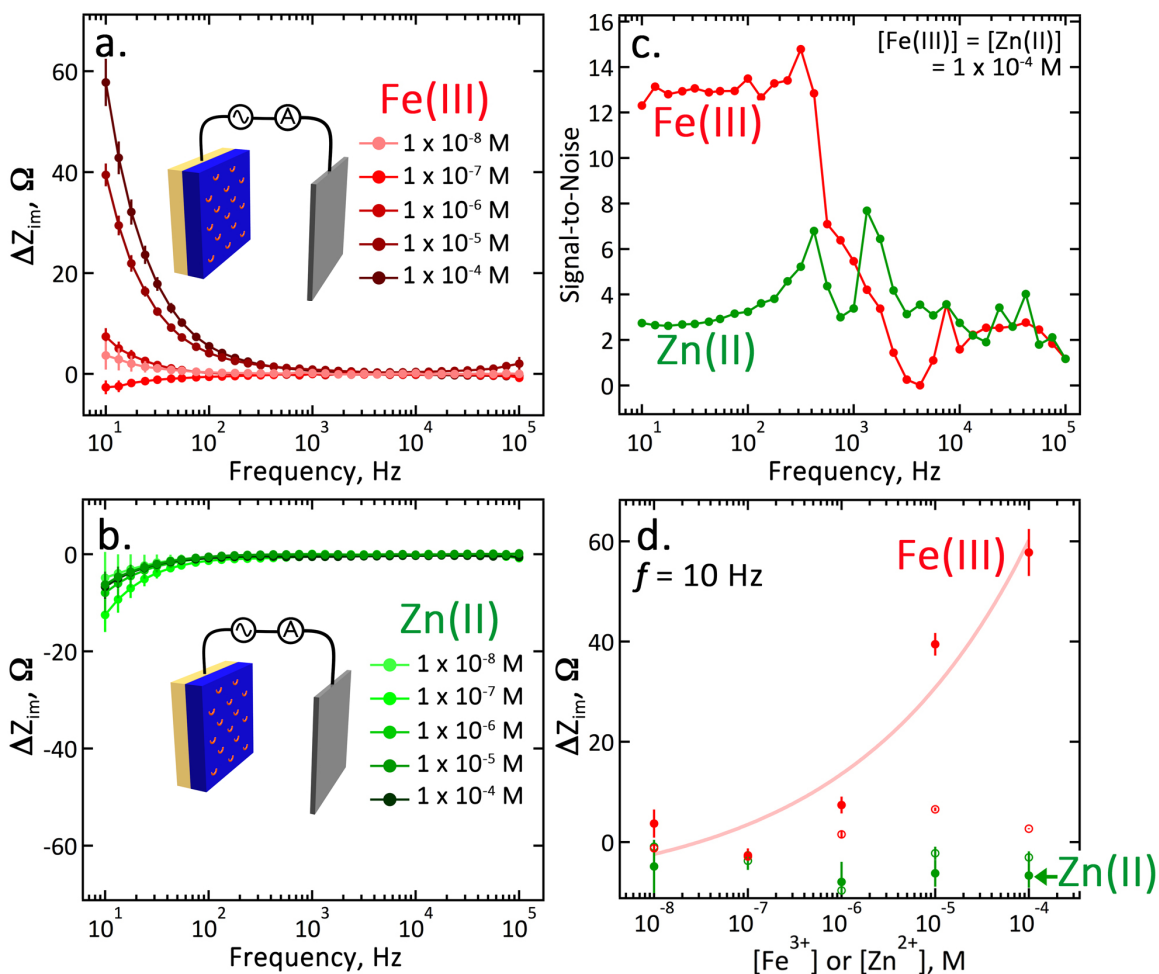 a.
60
40
20
0
ΔZim, Ω
Fe(III)
1 x 10⁻⁸ M
1 x 10⁻⁷ M
1 x 10⁻⁶ M
1 x 10⁻⁵ M
1 x 10⁻⁴ M
A
10¹ 10² 10³ 10⁴ 10⁵
Frequency, Hz
c.
[Fe(III)] = [Zn(II)]
= 1 x 10⁻⁴ M
16
14
12
10
8
6
4
2
0
Signal-to-Noise
Fe(III)
Zn(II)
10¹ 10² 10³ 10⁴ 10⁵
Frequency, Hz
b.
0
-20
-40
-60
ΔZim, Ω
Zn(II)
1 x 10⁻⁸ M
1 x 10⁻⁷ M
1 x 10⁻⁶ M
1 x 10⁻⁵ M
1 x 10⁻⁴ M
A
10¹ 10² 10³ 10⁴ 10⁵
Frequency, Hz
d.
f = 10 Hz
60
40
20
0
ΔZim, Ω
Fe(III)
Zn(II)
10⁻⁸ 10⁻⁷ 10⁻⁶ 10⁻⁵ 10⁻⁴
[Fe³⁺] or [Zn²⁺], M